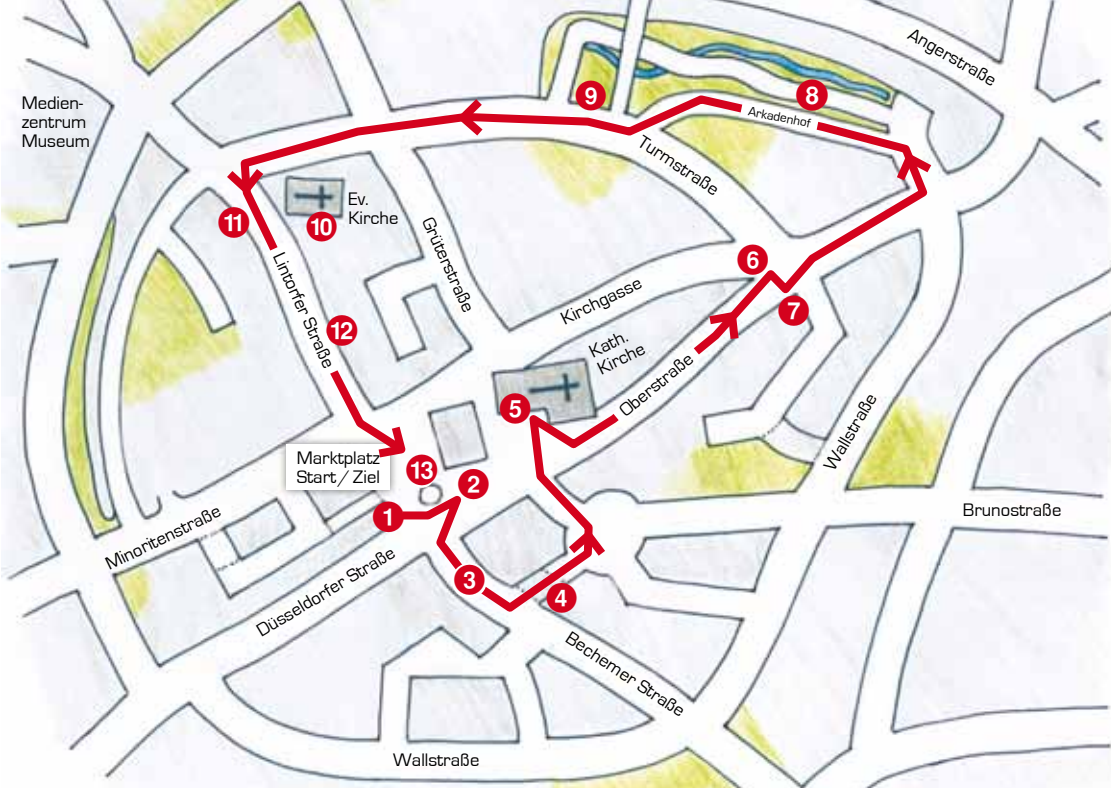 Angerstraße
Medien-
zentrum
Museum
9
8
Arkadenhof
Turmstraße
Ev.
Kirche
10
11
Grüterstraße
Lintorfer Straße
12
6
7
Kirchgasse
Kath.
Kirche
Oberstraße
5
Wallstraße
Marktplatz
Start / Ziel
13
2
1
Minoritenstraße
Brunostraße
Düsseldorfer Straße
3
4
Bechemer Straße
Wallstraße